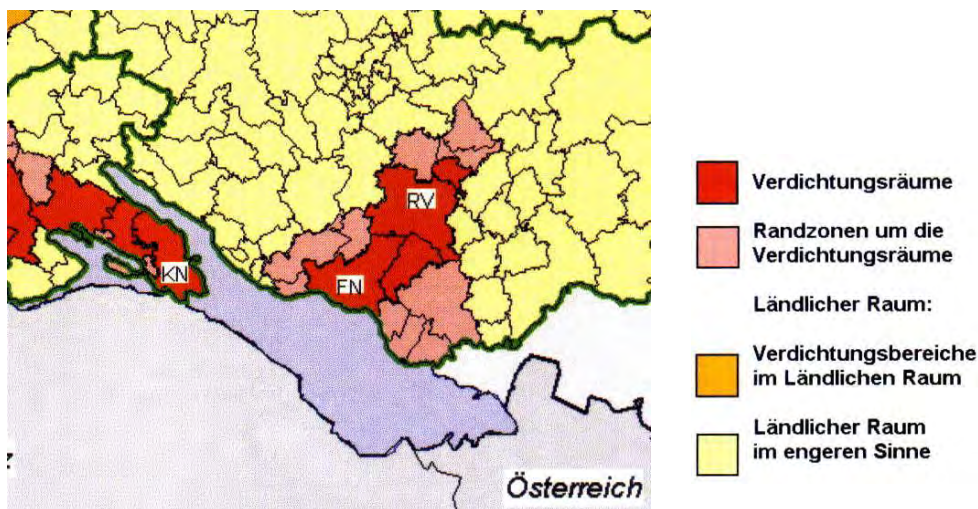 RV
KN
FN
Österreich
Verdichtungsräume
Randzonen um die
Verdichtungsräume
Ländlicher Raum:
Verdichtungsbereiche
im Ländlichen Raum
Ländlicher Raum
im engeren Sinne